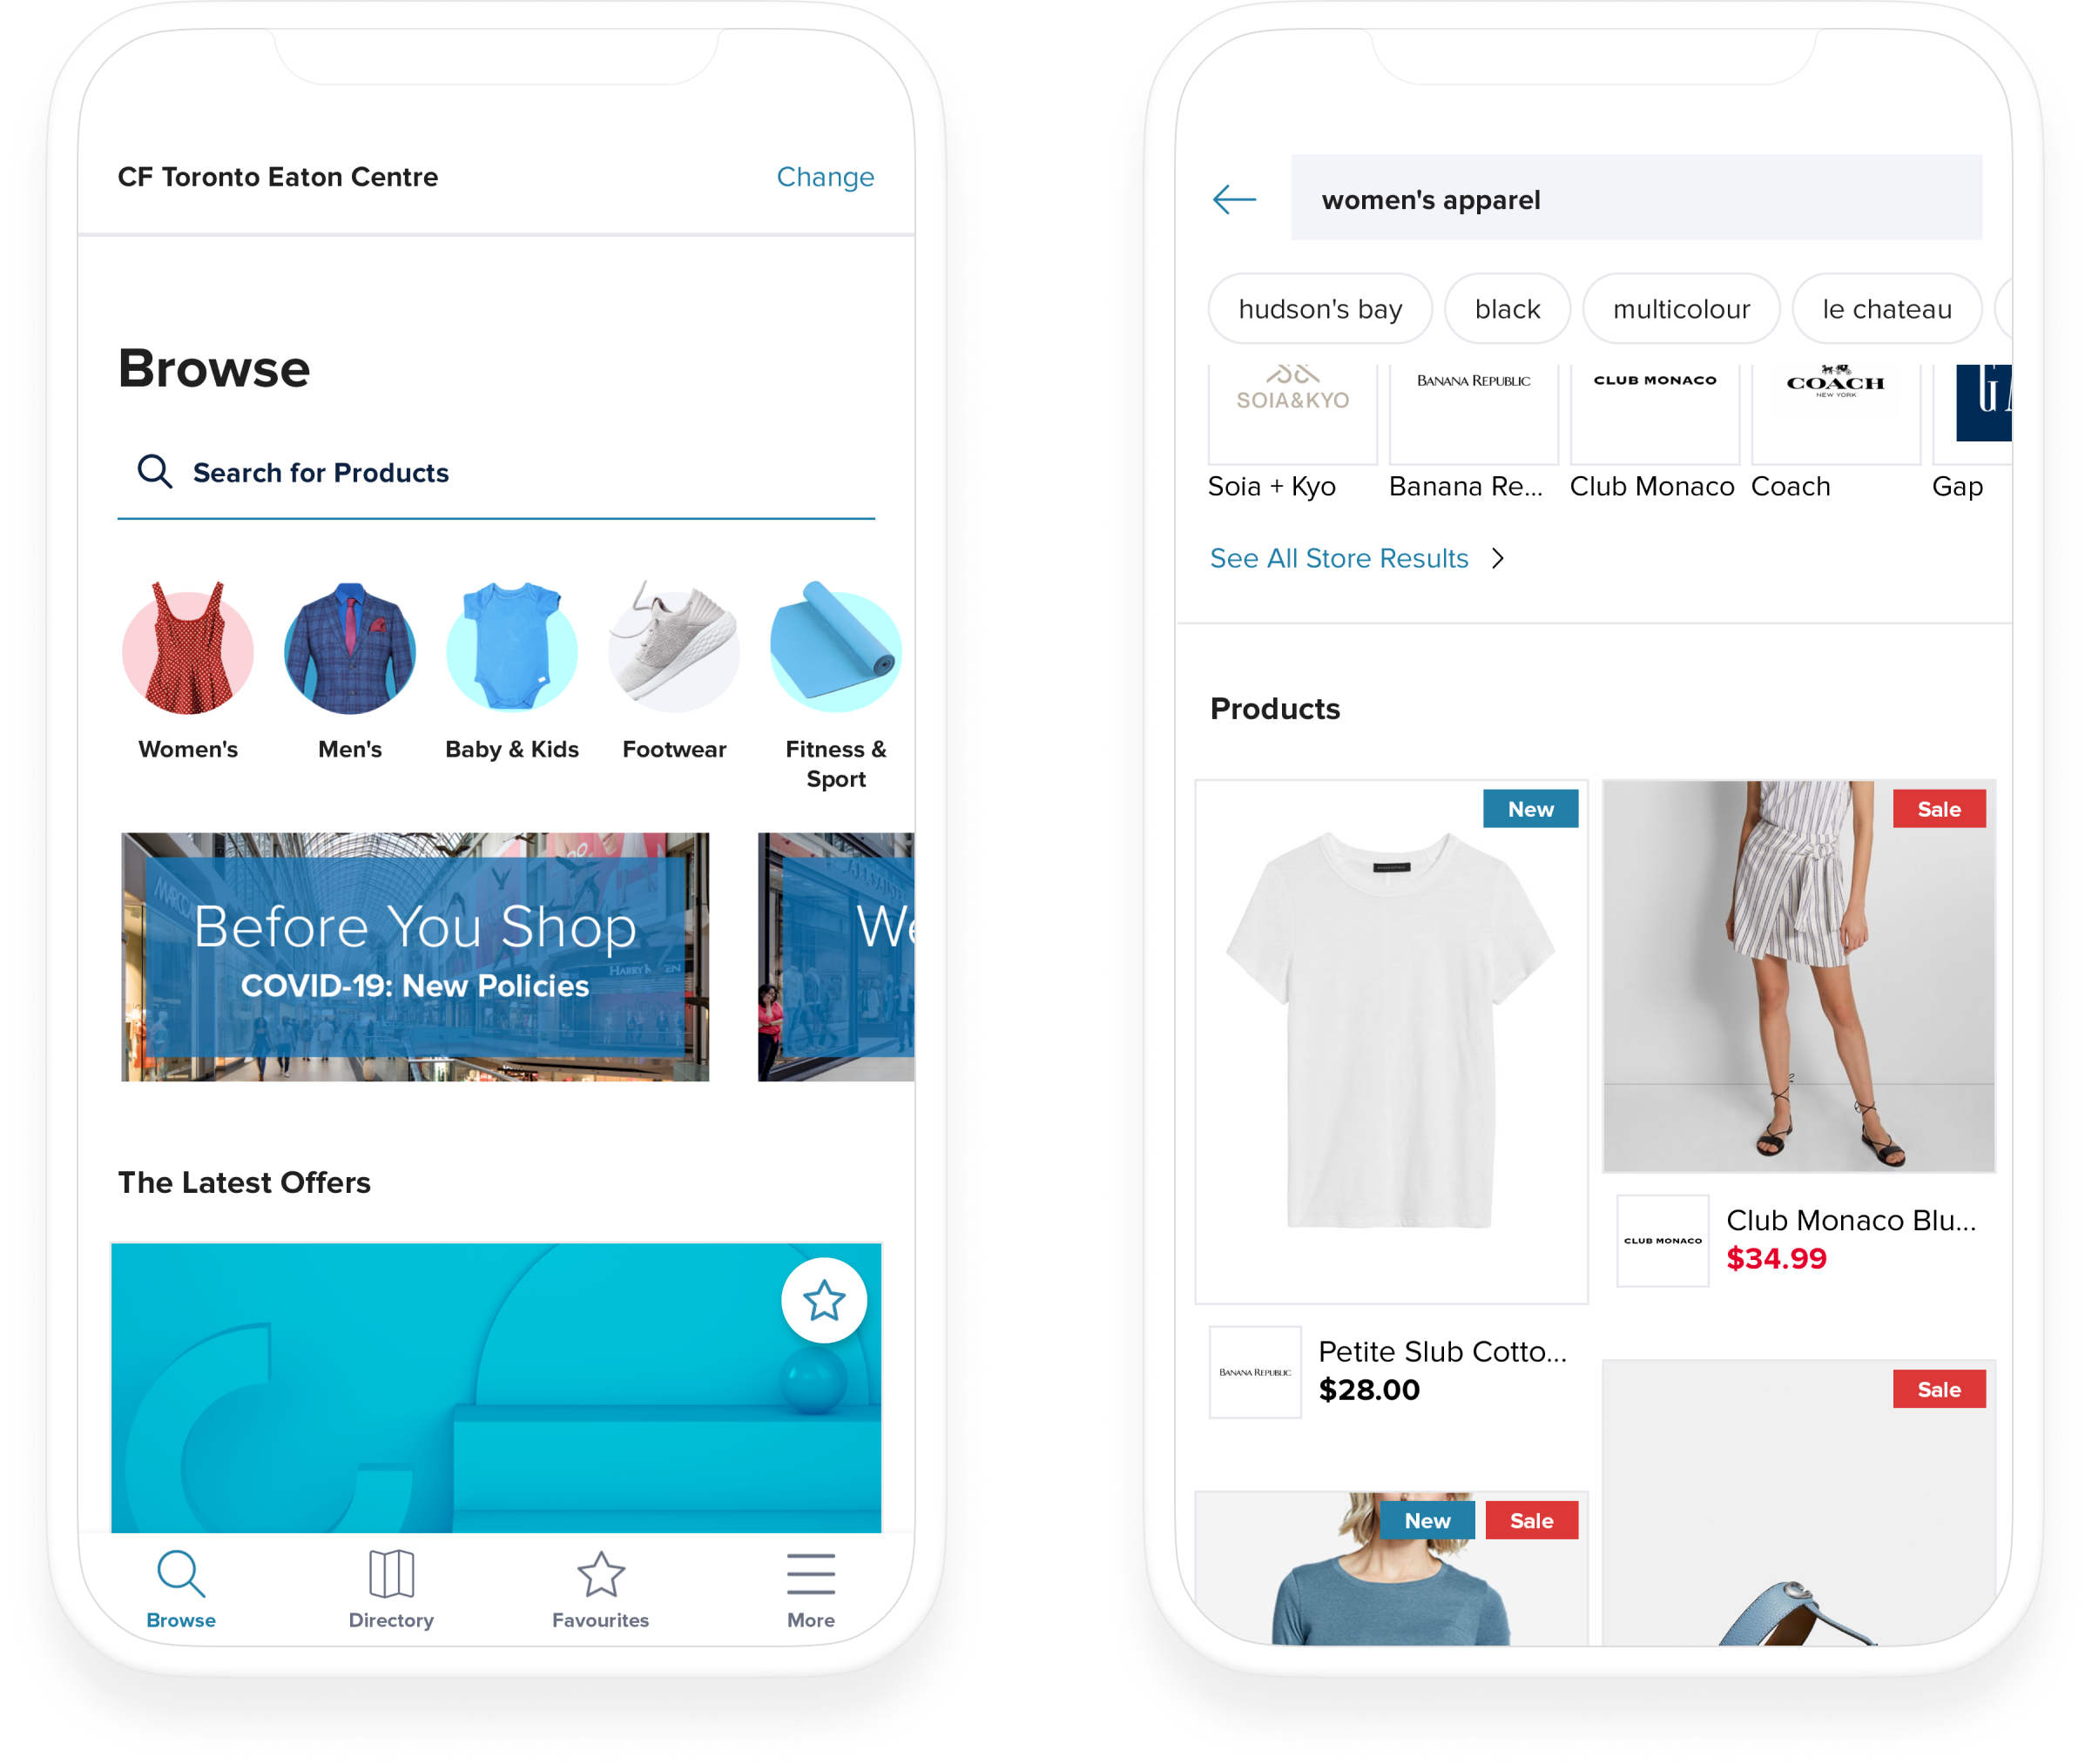 CF Toronto Eaton Centre
Change
Browse
Search for Products
Women's
Men's
Baby & Kids
Footwear
Fitness &
Sport
Before You Shop
COVID-19: New Policies
We
The Latest Offers
Browse
Directory
Favourites
More
women's apparel
hudson's bay
black
multicolour
le chateau
SOIA&KYO
BANANA REPUBLIC
CLUB MONACO
COACH
NEW YORK
Soia + Kyo
Banana Re...
Club Monaco
Coach
Gap
See All Store Results
Products
New
Sale
CLUB MONACO
Club Monaco Blu...
$34.99
BANANA REPUBLIC
Petite Slub Cotto...
$28.00
Sale
New
Sale